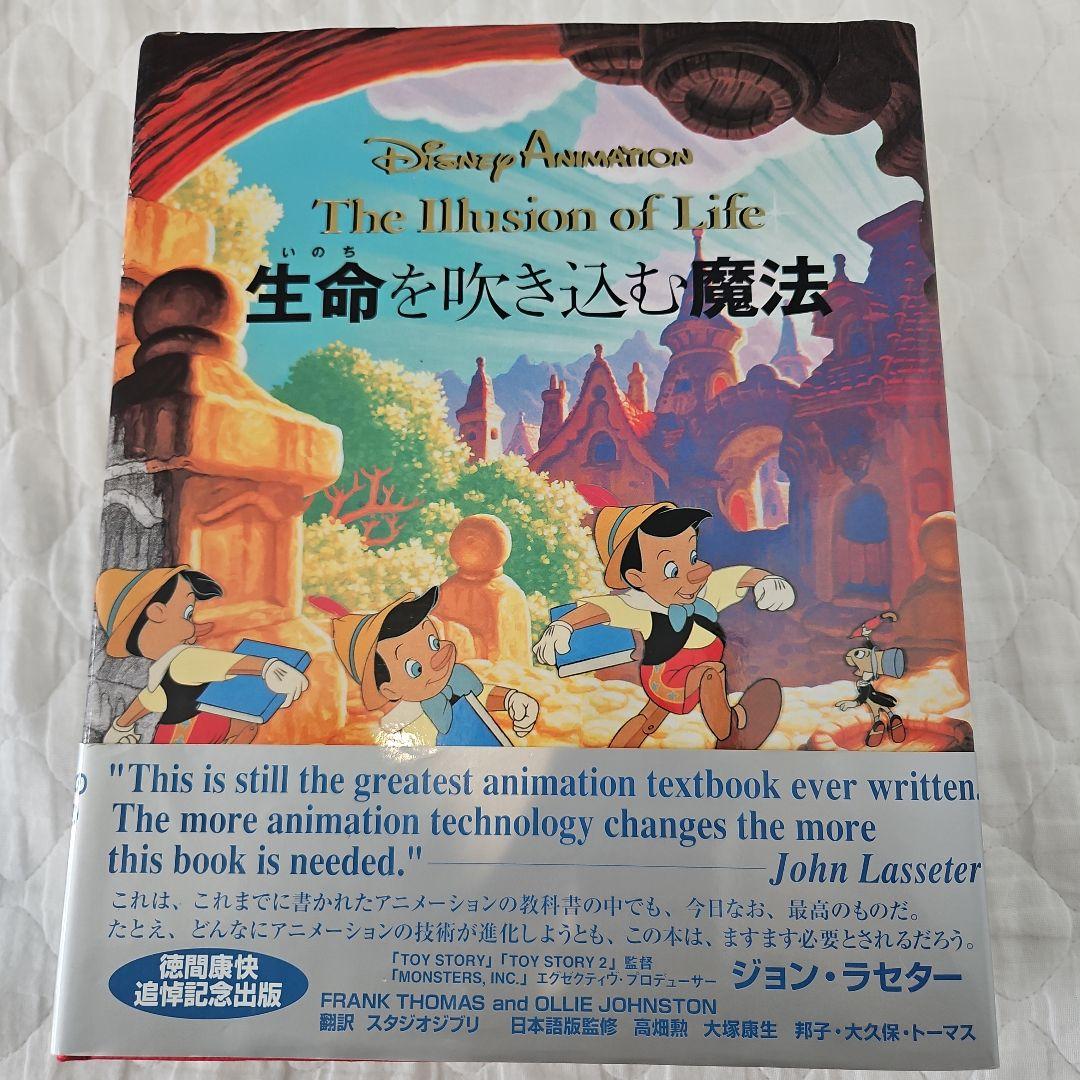 Disney Animation
The Illusion of Life
いのち
生命を吹き込む魔法
"This is still the greatest animation textbook ever written.
The more animation technology changes the more
this book is needed."
John Lasseter
これは、これまでに書かれたアニメーションの教科書の中でも、今日なお、最高のものだ。
たとえ、どんなにアニメーションの技術が進化しようとも、この本は、ますます必要とされるだろう。
徳間康快
追悼記念出版
「TOY STORY」「TOY STORY 2」監督
「MONSTERS, INC.」エグゼクティヴ・プロデューサー
ジョン・ラセター
FRANK THOMAS and OLLIE JOHNSTON
翻訳 スタジオジブリ 日本語版監修 高畑勲 大塚康生 邦子・大久保・トーマス